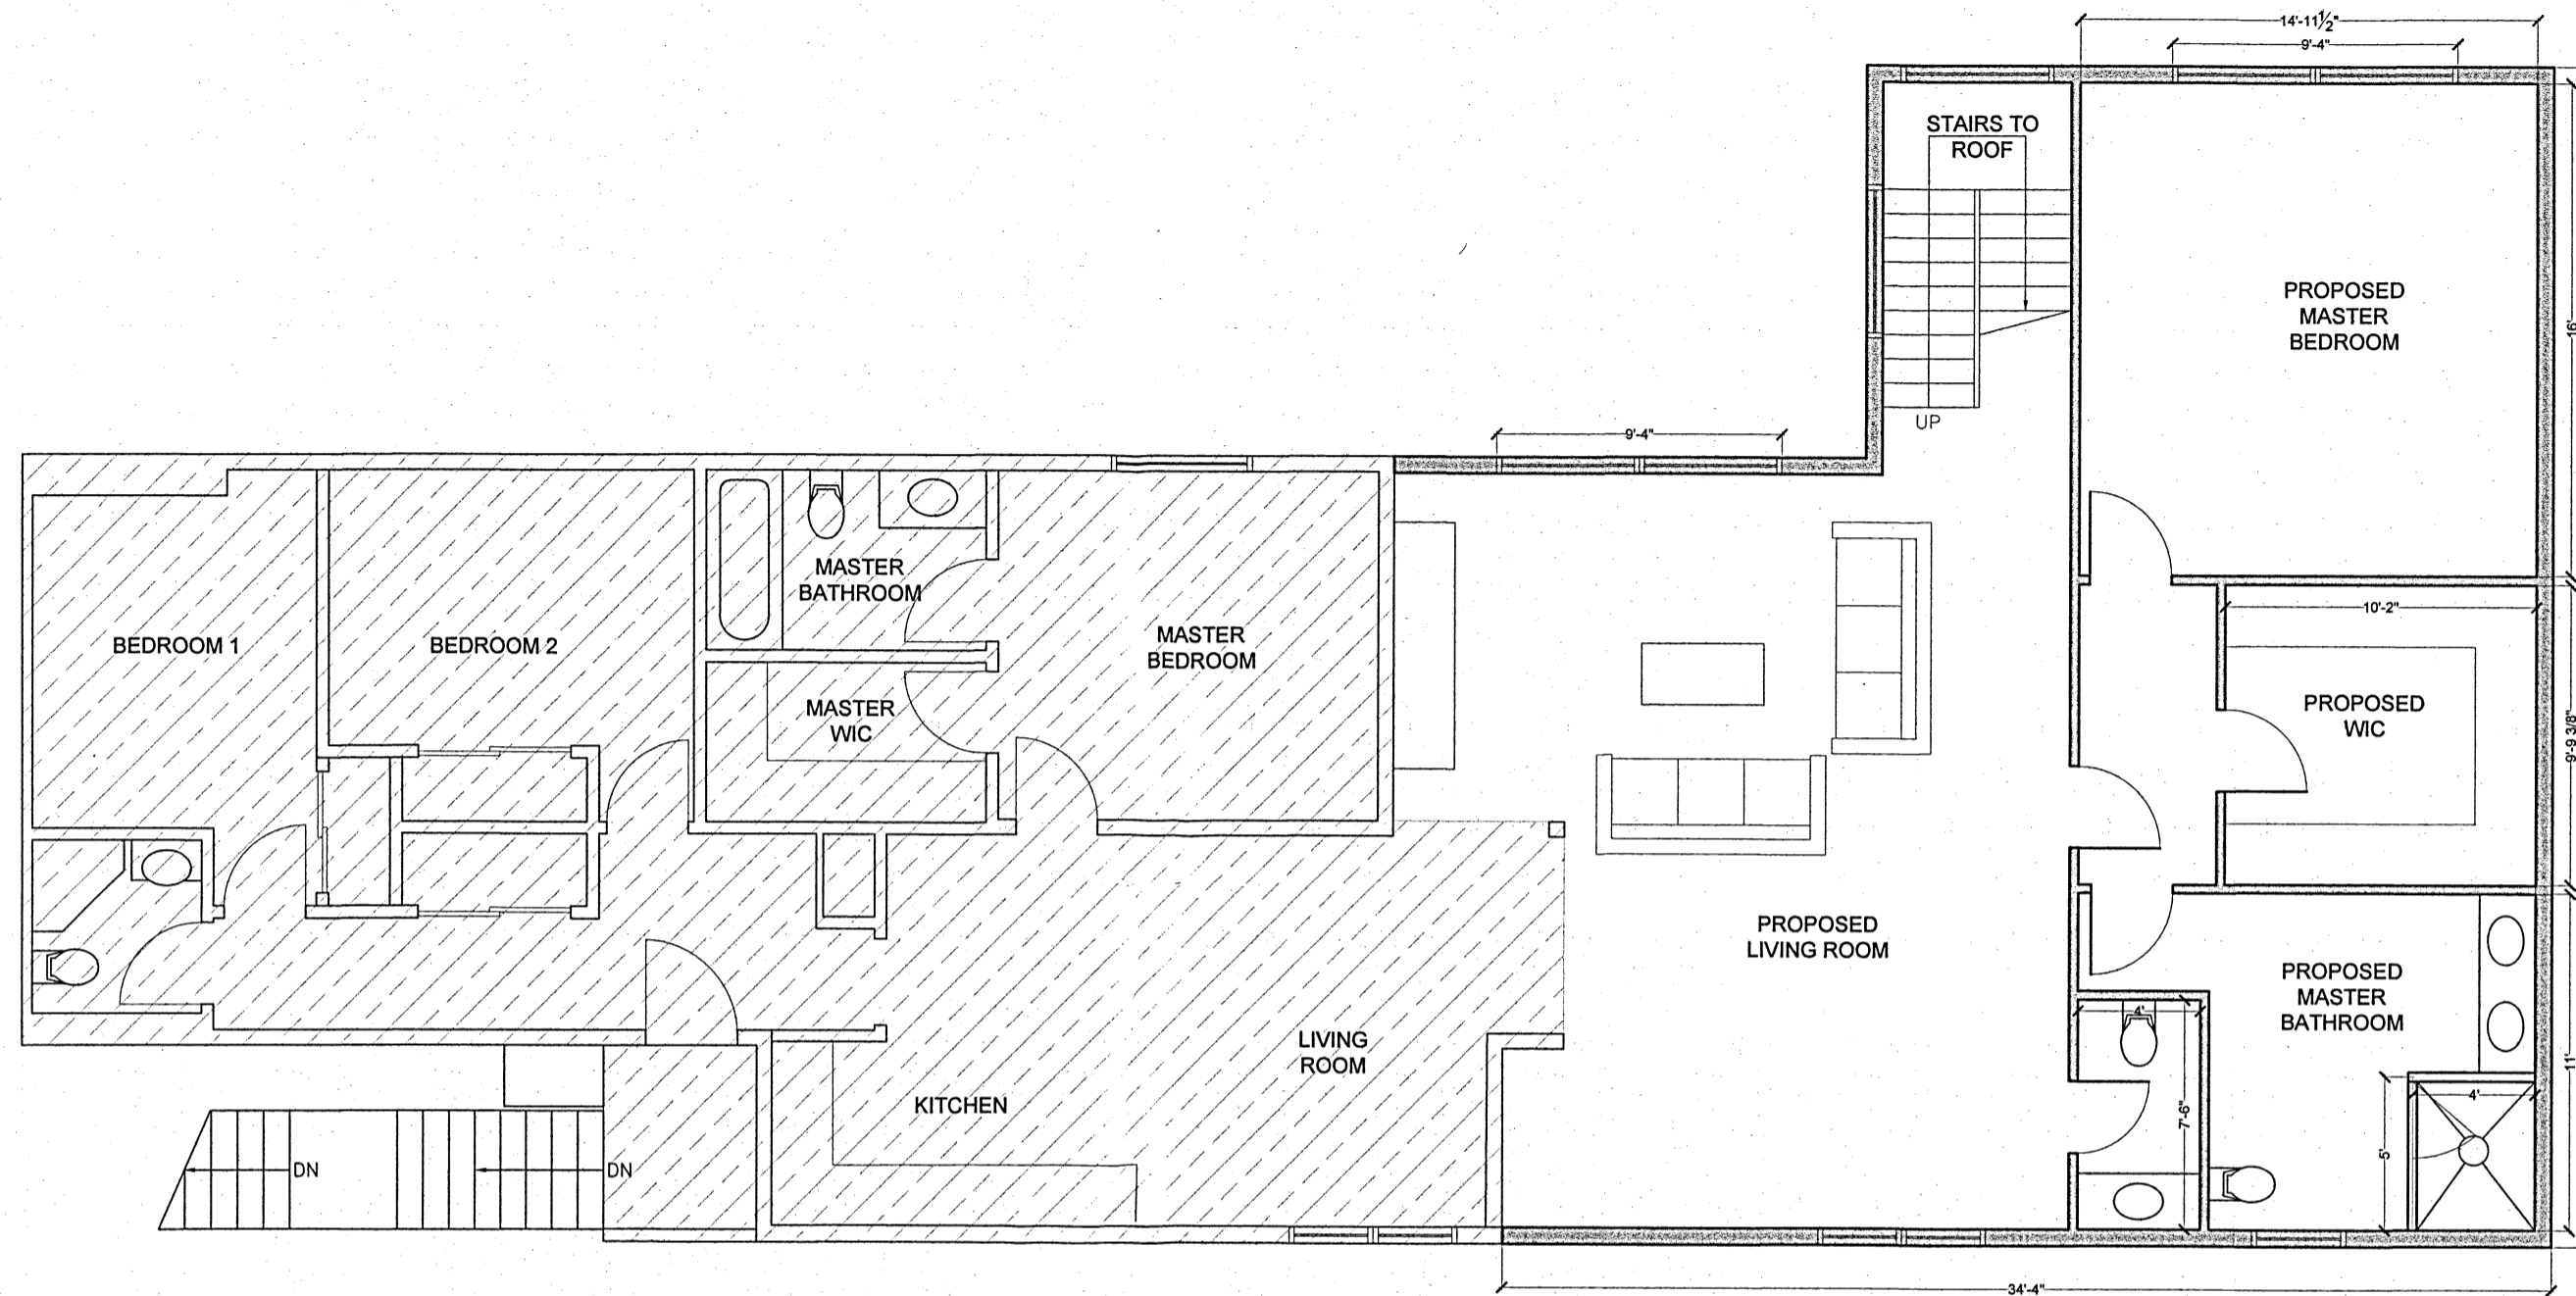 14'-11½"
9'-4"
STAIRS TO
ROOF
PROPOSED
MASTER
BEDROOM
16'
UP
9'-4"
MASTER
BATHROOM
BEDROOM 1
BEDROOM 2
MASTER
BEDROOM
10'-2"
MASTER
WIC
PROPOSED
WIC
9'-9 3/8"
PROPOSED
LIVING ROOM
PROPOSED
MASTER
BATHROOM
4'
LIVING
ROOM
11'
KITCHEN
4'
7'-6"
5'
DN
DN
34'-4"